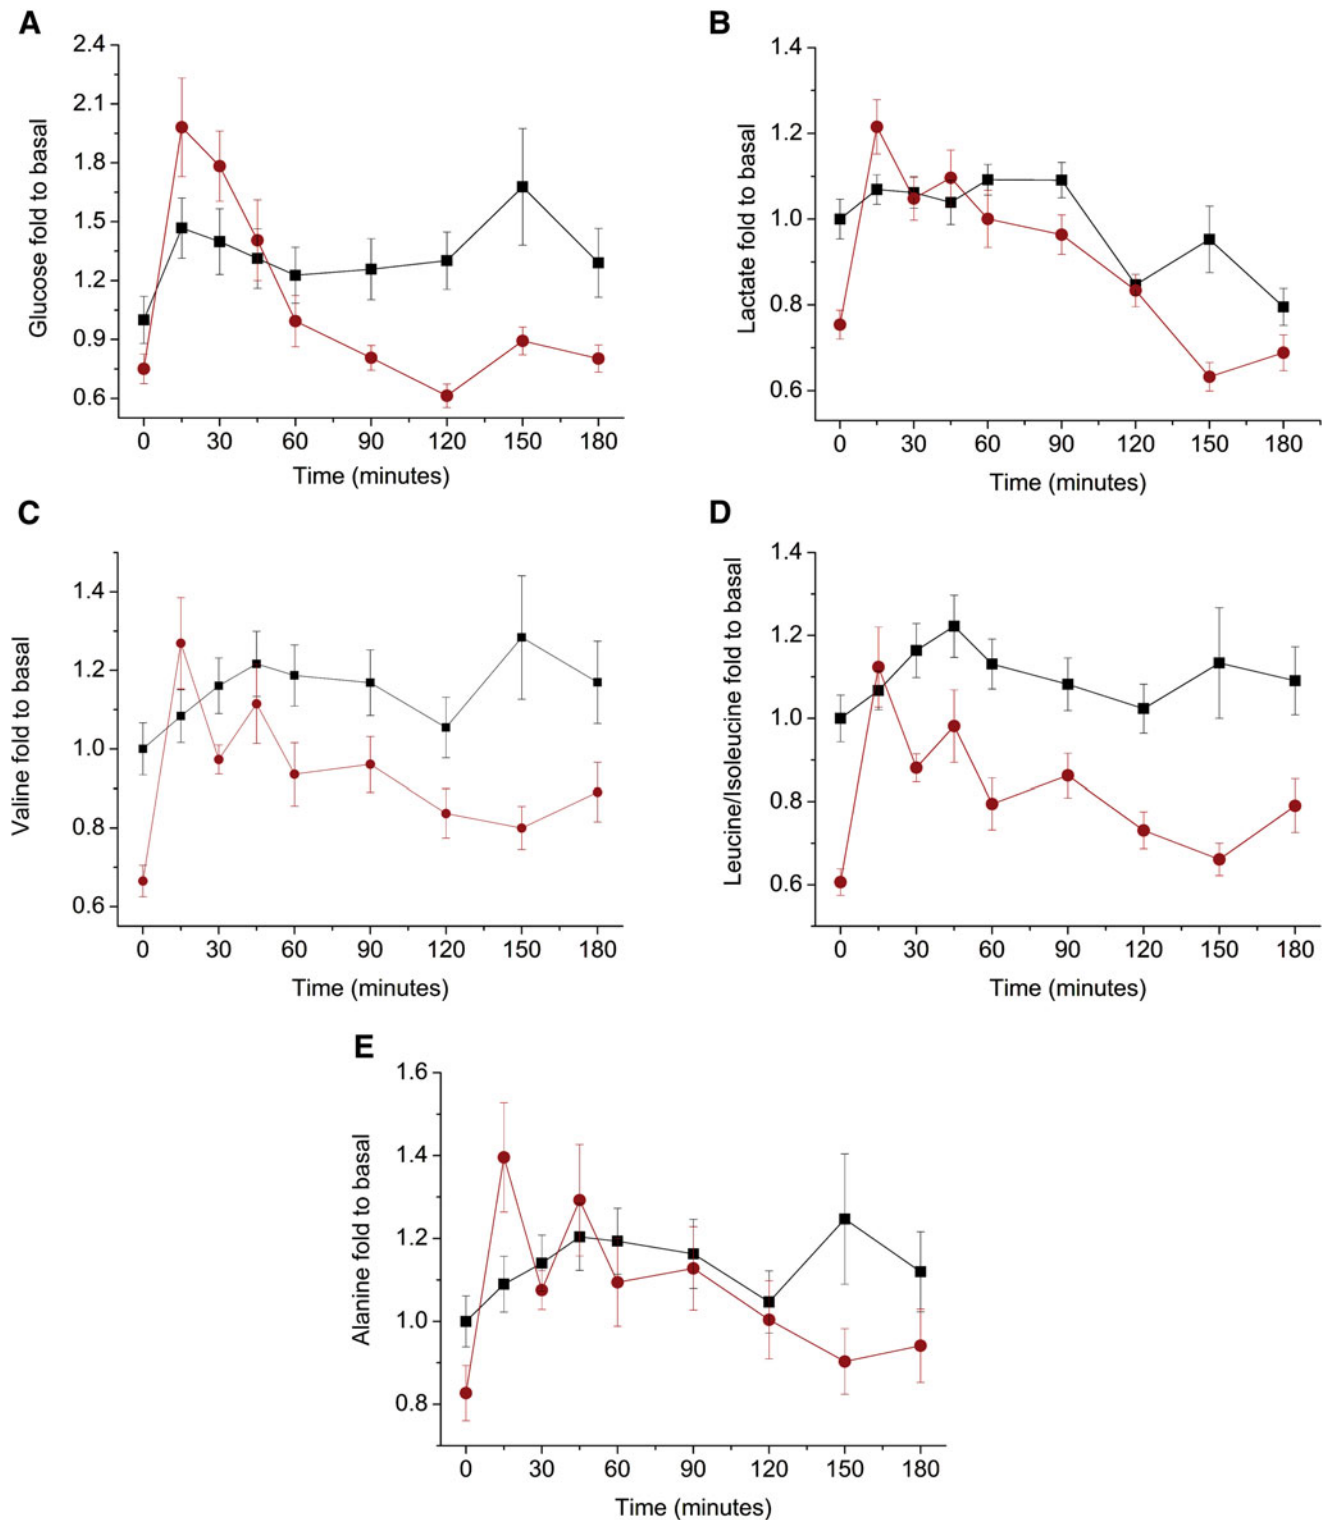 A
Glucose fold to basal
2.4
2.1
1.8
1.5
1.2
0.9
0.6
0 30 60 90 120 150 180
Time (minutes)
B
Lactate fold to basal
1.4
1.2
1.0
0.8
0.6
0 30 60 90 120 150 180
Time (minutes)
C
Valine fold to basal
1.4
1.2
1.0
0.8
0.6
0 30 60 90 120 150 180
Time (minutes)
D
Leucine/Isoleucine fold to basal
1.4
1.2
1.0
0.8
0.6
0 30 60 90 120 150 180
Time (minutes)
E
Alanine fold to basal
1.6
1.4
1.2
1.0
0.8
0 30 60 90 120 150 180
Time (minutes)